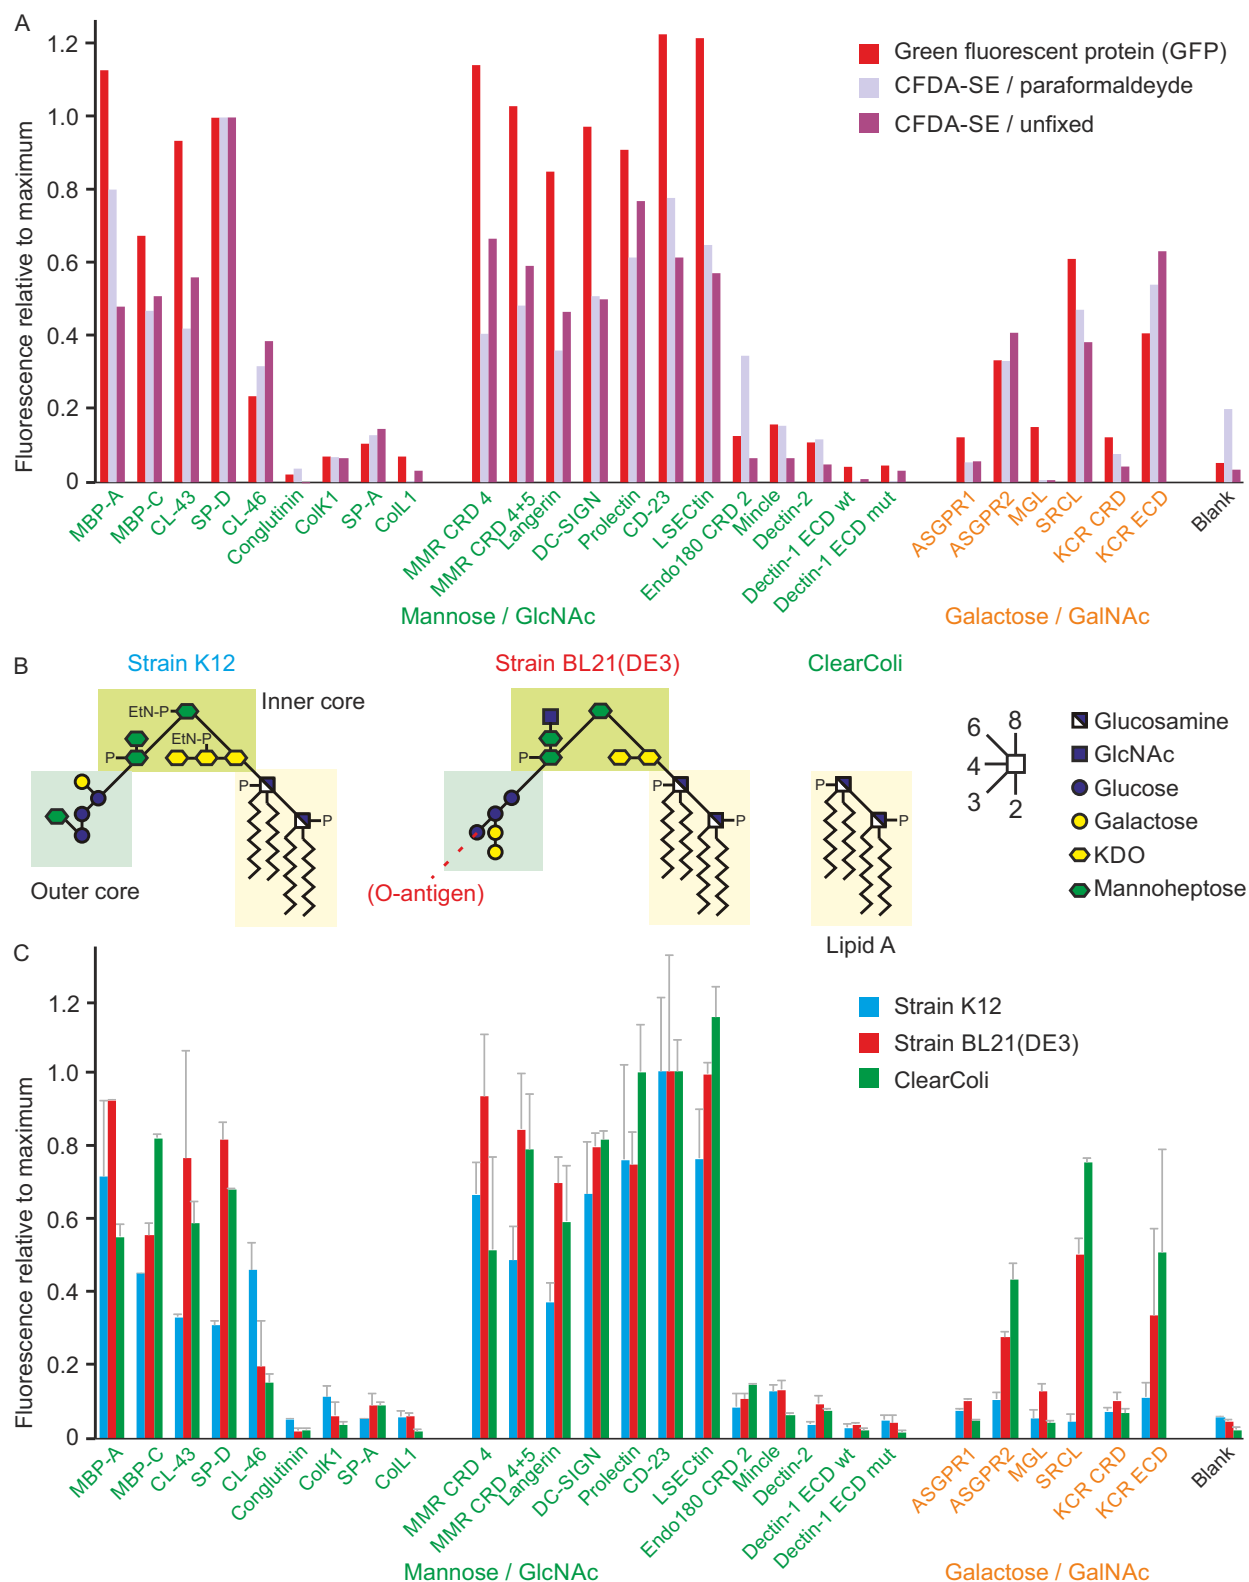 A
Fluorescence relative to maximum
1.2
1.0
0.8
0.6
0.4
0.2
0
Green fluorescent protein (GFP)
CFDA-SE / paraformaldeyde
CFDA-SE / unfixed
MBP-A
MBP-C
CL-43
SP-D
CL-46
Conglutinin
ColK1
SP-A
ColL1
MMR CRD 4
MMR CRD 4+5
Langerin
DC-SIGN
Prolectin
CD-23
LSECtin
Endo180 CRD 2
Mincle
Dectin-2
Dectin-1 ECD wt
Dectin-1 ECD mut
ASGPR1
ASGPR2
MGL
SRCL
KCR CRD
KCR ECD
Blank
Mannose / GlcNAc
Galactose / GalNAc
B
Strain K12
Strain BL21(DE3)
ClearColi
Inner core
EtN-P
EtN-P
P
P
P
Outer core
P
P
P
(O-antigen)
P
P
Lipid A
6
8
4
3
2
Glucosamine
GlcNAc
Glucose
Galactose
KDO
Mannoheptose
C
Fluorescence relative to maximum
1.2
1.0
0.8
0.6
0.4
0.2
0
Strain K12
Strain BL21(DE3)
ClearColi
MBP-A
MBP-C
CL-43
SP-D
CL-46
Conglutinin
ColK1
SP-A
ColL1
MMR CRD 4
MMR CRD 4+5
Langerin
DC-SIGN
Prolectin
CD-23
LSECtin
Endo180 CRD 2
Mincle
Dectin-2
Dectin-1 ECD wt
Dectin-1 ECD mut
ASGPR1
ASGPR2
MGL
SRCL
KCR CRD
KCR ECD
Blank
Mannose / GlcNAc
Galactose / GalNAc